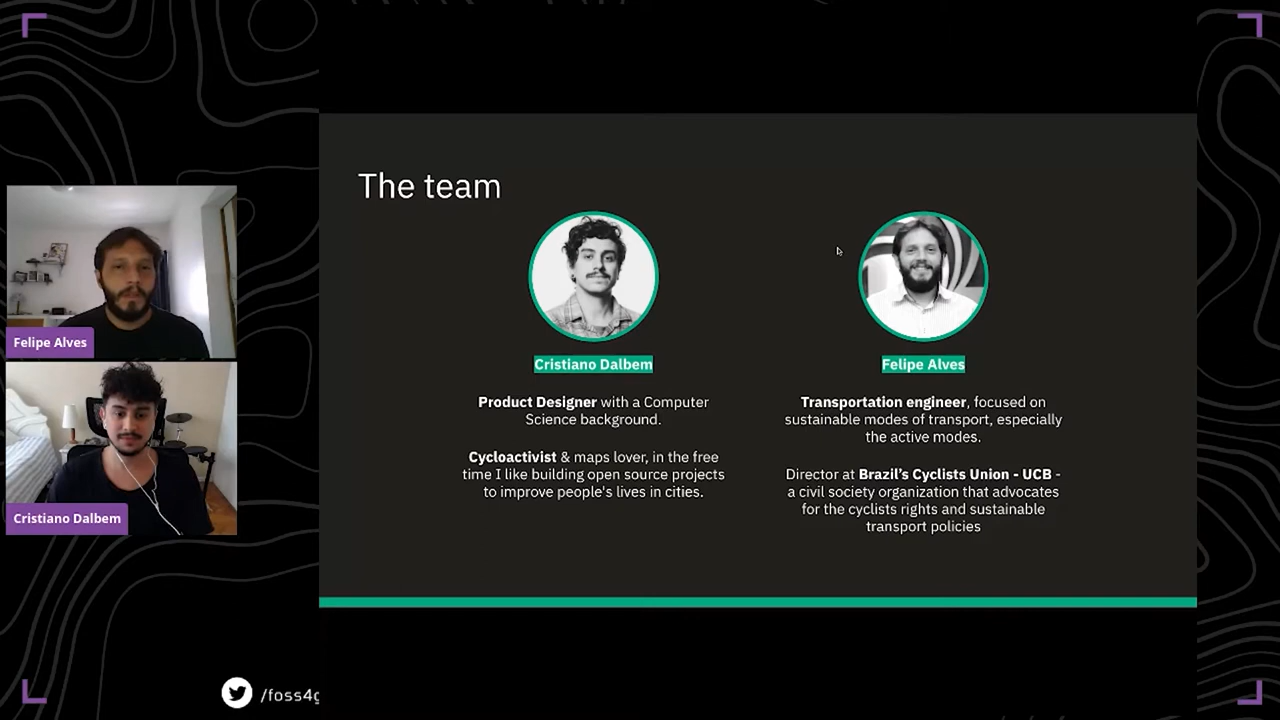 The team
Felipe Alves
Cristiano Dalbem
Cristiano Dalbem
Product Designer with a Computer
Science background.
Cycloactivist & maps lover, in the free
time I like building open source projects
to improve people's lives in cities.
Felipe Alves
Transportation engineer, focused on
sustainable modes of transport, especially
the active modes.
Director at Brazil’s Cyclists Union - UCB -
a civil society organization that advocates
for the cyclists rights and sustainable
transport policies
/foss4g